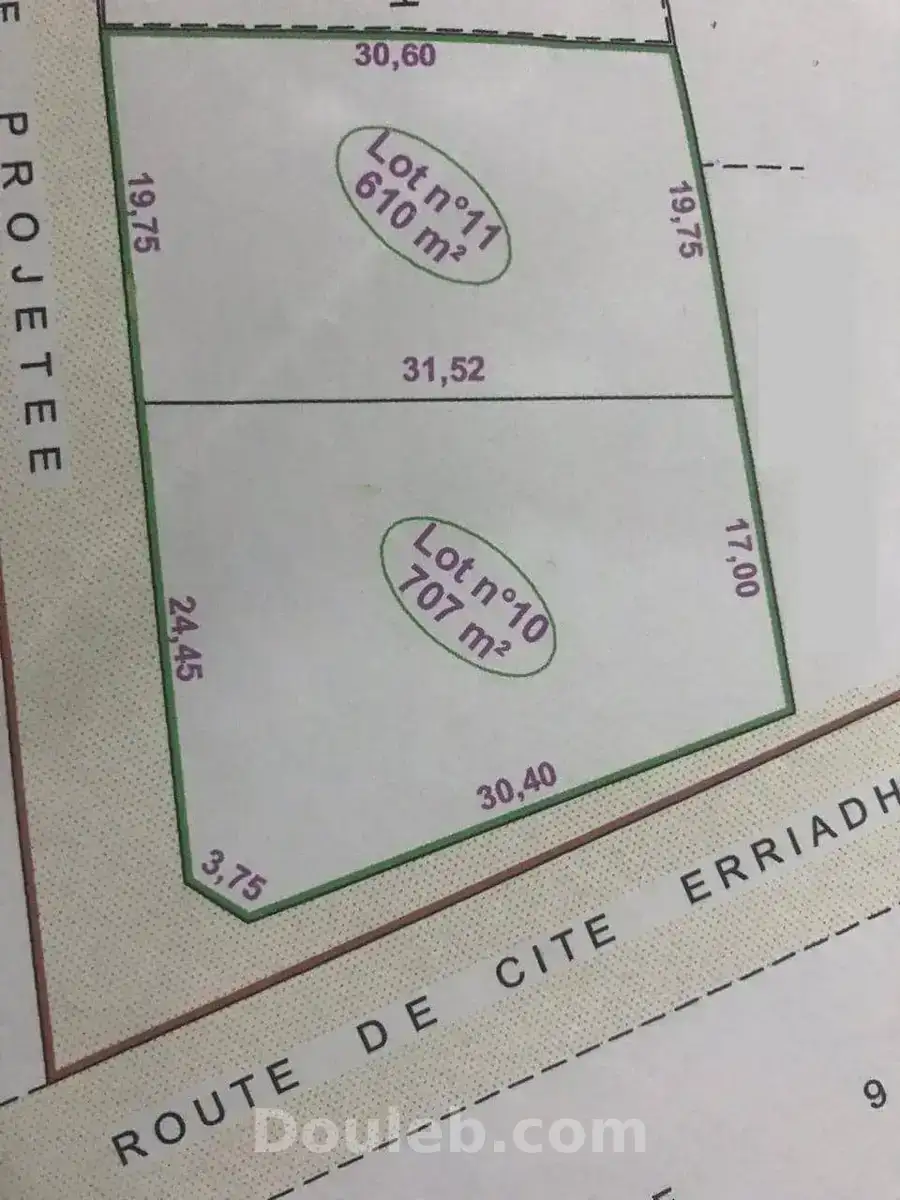 PROJETEE
30,60
19,75
Lot n°11
610 m²
19,75
31,52
Lot n°10
707 m²
17,00
24,45
30,40
3,75
ROUTE DE CITE ERRIADH
9
Douleb.com